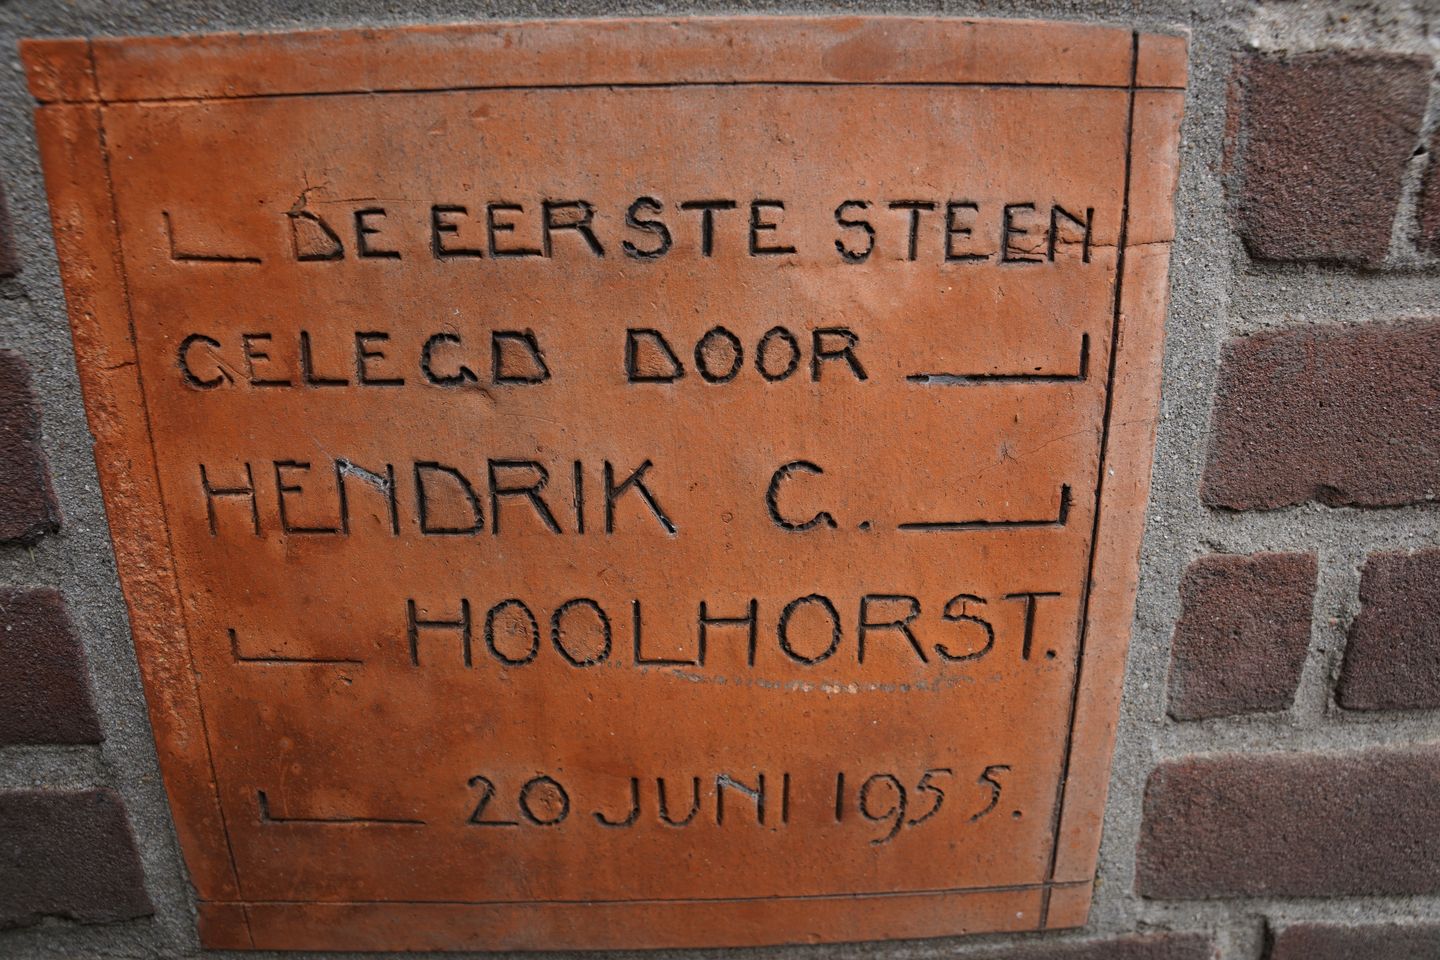 DE EERSTE STEEN
GELEGD DOOR
HENDRIK G.
HOOLHORST.
20 JUNI 1955.